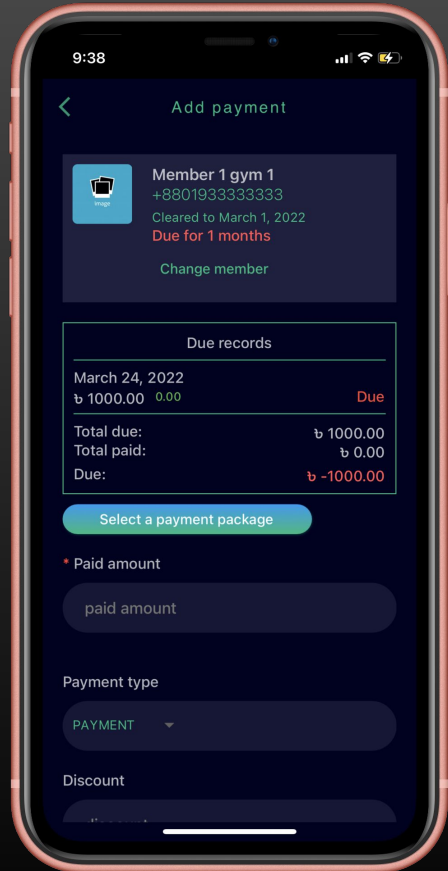 9:38
Add payment
Image
Member 1 gym 1
+8801933333333
Cleared to March 1, 2022
Due for 1 months
Change member
Due records
March 24, 2022
৳ 1000.00 0.00 Due
Total due: ৳ 1000.00
Total paid: ৳ 0.00
Due: ৳ -1000.00
Select a payment package
* Paid amount
paid amount
Payment type
PAYMENT
Discount
discount